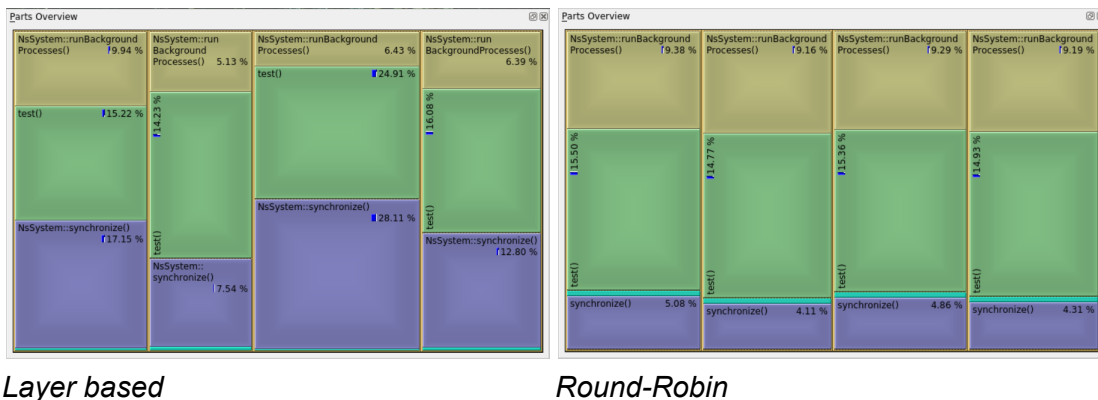 Parts Overview
NsSystem::runBackground
Processes() 9.94 %
test() 15.22 %
NsSystem::synchronize()
17.15 %
NsSystem::run
Background
Processes() 5.13 %
14.23 %
test()
NsSystem::
synchronize()
7.54 %
NsSystem::runBackground
Processes() 6.43 %
test() 24.91 %
NsSystem::synchronize()
28.11 %
NsSystem::run
BackgroundProcesses()
6.39 %
16.08 %
test()
NsSystem::synchronize()
12.80 %
Layer based
Parts Overview
NsSystem::runBackground
Processes() 9.38 %
15.50 %
test()
synchronize() 5.08 %
NsSystem::runBackground
Processes() 9.16 %
14.77 %
test()
synchronize() 4.11 %
NsSystem::runBackground
Processes() 9.29 %
15.36 %
test()
synchronize() 4.86 %
NsSystem::runBackground
Processes() 9.19 %
14.93 %
test()
synchronize() 4.31 %
Round-Robin